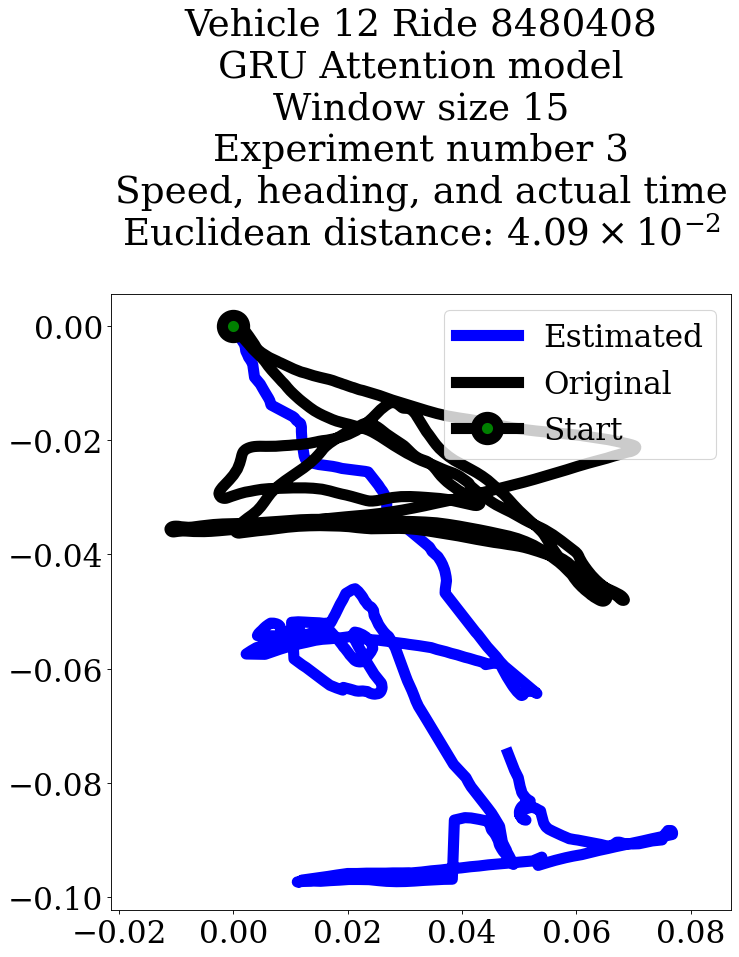 Vehicle 12 Ride 8480408
GRU Attention model
Window size 15
Experiment number 3
Speed, heading, and actual time
Euclidean distance: 4.09 × 10⁻²
Estimated
Original
Start
0.00
−0.02
−0.04
−0.06
−0.08
−0.10
−0.02 0.00 0.02 0.04 0.06 0.08